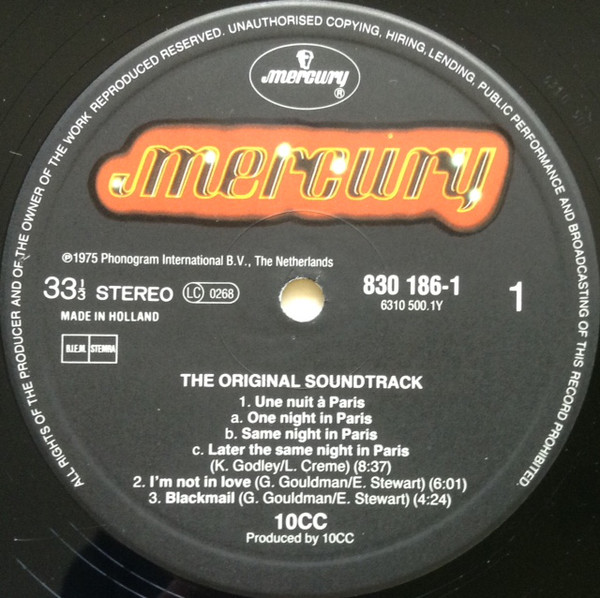 ALL RIGHTS OF THE PRODUCER AND OF THE OWNER OF THE WORK REPRODUCED RESERVED. UNAUTHORISED COPYING, HIRING, LENDING, PUBLIC PERFORMANCE AND BROADCASTING OF THIS RECORD PROHIBITED.
mercury
®
mercury
℗1975 Phonogram International B.V., The Netherlands
33⅓ STEREO LC 0268
830 186-1
6310 500.1Y
1
MADE IN HOLLAND
B.I.E.M. STEMRA
THE ORIGINAL SOUNDTRACK
1. Une nuit à Paris
a. One night in Paris
b. Same night in Paris
c. Later the same night in Paris
(K. Godley/L. Creme) (8:37)
2. I'm not in love (G. Gouldman/E. Stewart) (6:01)
3. Blackmail (G. Gouldman/E. Stewart) (4:24)
10CC
Produced by 10CC